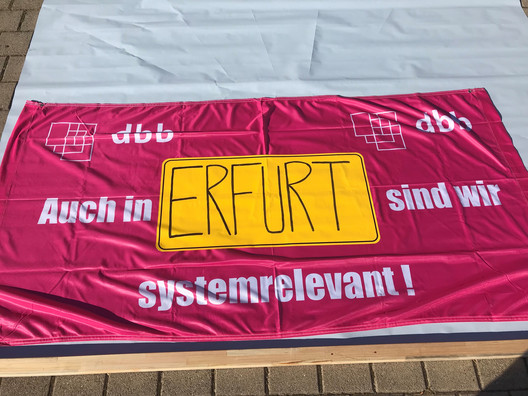 dbb dbb
Auch in ERFURT sind wir
systemrelevant!